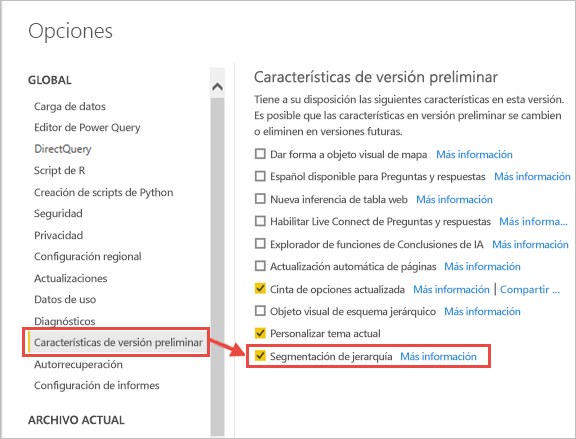 Opciones
GLOBAL
Carga de datos
Editor de Power Query
DirectQuery
Script de R
Creación de scripts de Python
Seguridad
Privacidad
Configuración regional
Actualizaciones
Datos de uso
Diagnósticos
Características de versión preliminar
Autorrecuperación
Configuración de informes
ARCHIVO ACTUAL
Características de versión preliminar
Tiene a su disposición las siguientes características en esta versión.
Es posible que las características en versión preliminar se cambien
o eliminen en versiones futuras.
Dar forma a objeto visual de mapa Más información
Español disponible para Preguntas y respuestas Más información
Nueva inferencia de tabla web Más información
Habilitar Live Connect de Preguntas y respuestas Más informa...
Explorador de funciones de Conclusiones de IA Más información
Actualización automática de páginas Más información
Cinta de opciones actualizada Más información | Compartir ...
Objeto visual de esquema jerárquico Más información
Personalizar tema actual
Segmentación de jerarquía Más información